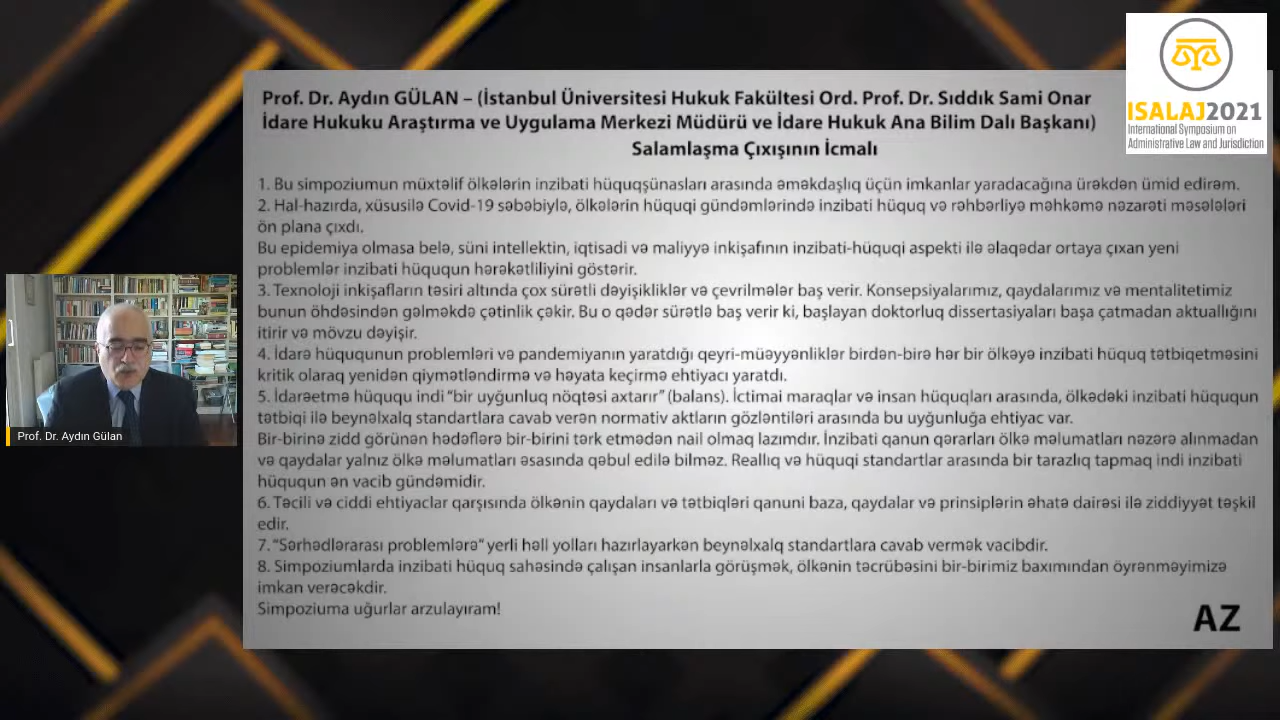 ISALAJ2021
International Symposium on
Administrative Law and Jurisdiction
Prof. Dr. Aydın GÜLAN – (İstanbul Üniversitesi Hukuk Fakültesi Ord. Prof. Dr. Sıddık Sami Onar
İdare Hukuku Araştırma ve Uygulama Merkezi Müdürü ve İdare Hukuk Ana Bilim Dalı Başkanı)
Salamlaşma Çıxışının İcmalı
1. Bu simpoziumun müxtəlif ölkələrin inzibati hüquqşünasları arasında əməkdaşlıq üçün imkanlar yaradacağına ürəkdən ümid edirəm.
2. Hal-hazırda, xüsusilə Covid-19 səbəbiylə, ölkələrin hüquqi gündəmlərində inzibati hüquq və rəhbərliyə məhkəmə nəzarəti məsələləri
ön plana çıxdı.
Bu epidemiya olmasa belə, süni intellektin, iqtisadi və maliyyə inkişafının inzibati-hüquqi aspekti ilə əlaqədar ortaya çıxan yeni
problemlər inzibati hüququn hərəkətliliyini göstərir.
3. Texnoloji inkişafların təsiri altında çox sürətli dəyişikliklər və çevrilmələr baş verir. Konsepsiyalarımız, qaydalarımız və mentalitetimiz
bunun öhdəsindən gəlməkdə çətinlik çəkir. Bu o qədər sürətlə baş verir ki, başlayan doktorluq dissertasiyaları başa çatmadan aktuallığını
itirir və mövzu dəyişir.
4. İdarə hüququnun problemləri və pandemiyanın yaratdığı qeyri-müəyyənliklər birdən-birə hər bir ölkəyə inzibati hüquq tətbiqetməsini
kritik olaraq yenidən qiymətləndirmə və həyata keçirmə ehtiyacı yaratdı.
5. İdarəetmə hüququ indi "bir uyğunluq nöqtəsi axtarır" (balans). İctimai maraqlar və insan hüquqları arasında, ölkədəki inzibati hüququn
tətbiqi ilə beynəlxalq standartlara cavab verən normativ aktların gözləntiləri arasında bu uyğunluğa ehtiyac var.
Bir-birinə zidd görünən hədəflərə bir-birini tərk etmədən nail olmaq lazımdır. İnzibati qanun qərarları ölkə məlumatları nəzərə alınmadan
və qaydalar yalnız ölkə məlumatları əsasında qəbul edilə bilməz. Reallıq və hüquqi standartlar arasında bir tarazlıq tapmaq indi inzibati
hüququn ən vacib gündəmidir.
6. Təcili və ciddi ehtiyaclar qarşısında ölkənin qaydaları və tətbiqləri qanuni baza, qaydalar və prinsiplərin əhatə dairəsi ilə ziddiyyət təşkil
edir.
7. "Sərhədlərarası problemlərə" yerli həll yolları hazırlayarkən beynəlxalq standartlara cavab vermək vacibdir.
8. Simpoziumlarda inzibati hüquq sahəsində çalışan insanlarla görüşmək, ölkənin təcrübəsini bir-birimiz baxımından öyrənməyimizə
imkan verəcəkdir.
Simpoziuma uğurlar arzulayıram!
AZ
Prof. Dr. Aydın Gülan